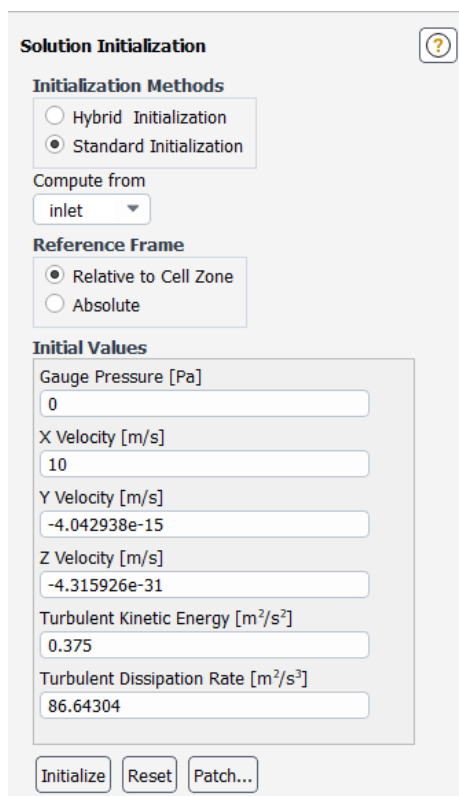 Solution Initialization
?
Initialization Methods
Hybrid Initialization
Standard Initialization
Compute from
inlet
Reference Frame
Relative to Cell Zone
Absolute
Initial Values
Gauge Pressure [Pa]
0
X Velocity [m/s]
10
Y Velocity [m/s]
-4.042938e-15
Z Velocity [m/s]
-4.315926e-31
Turbulent Kinetic Energy [m²/s²]
0.375
Turbulent Dissipation Rate [m²/s³]
86.64304
Initialize Reset Patch...